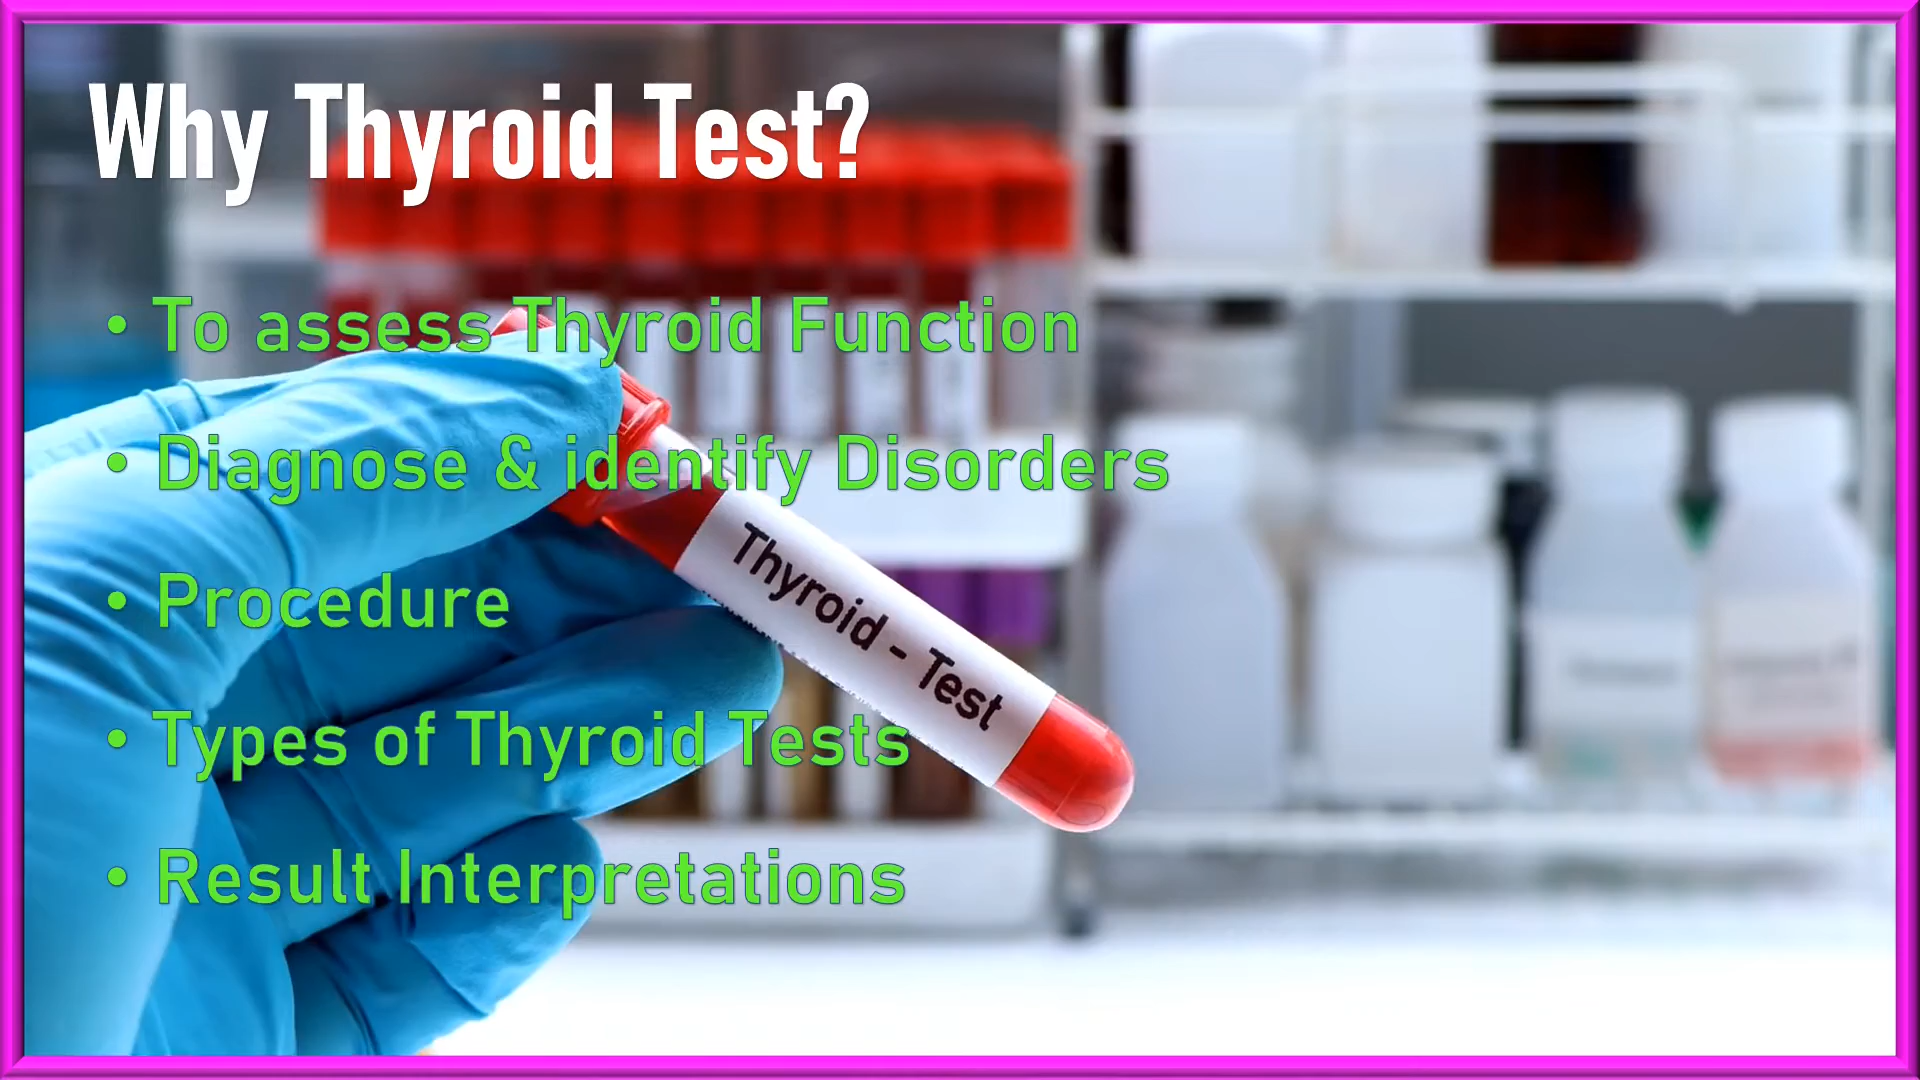 Why Thyroid Test?
• To assess Thyroid Function
• Diagnose & identify Disorders
• Procedure
• Types of Thyroid Tests
• Result Interpretations
Thyroid - Test